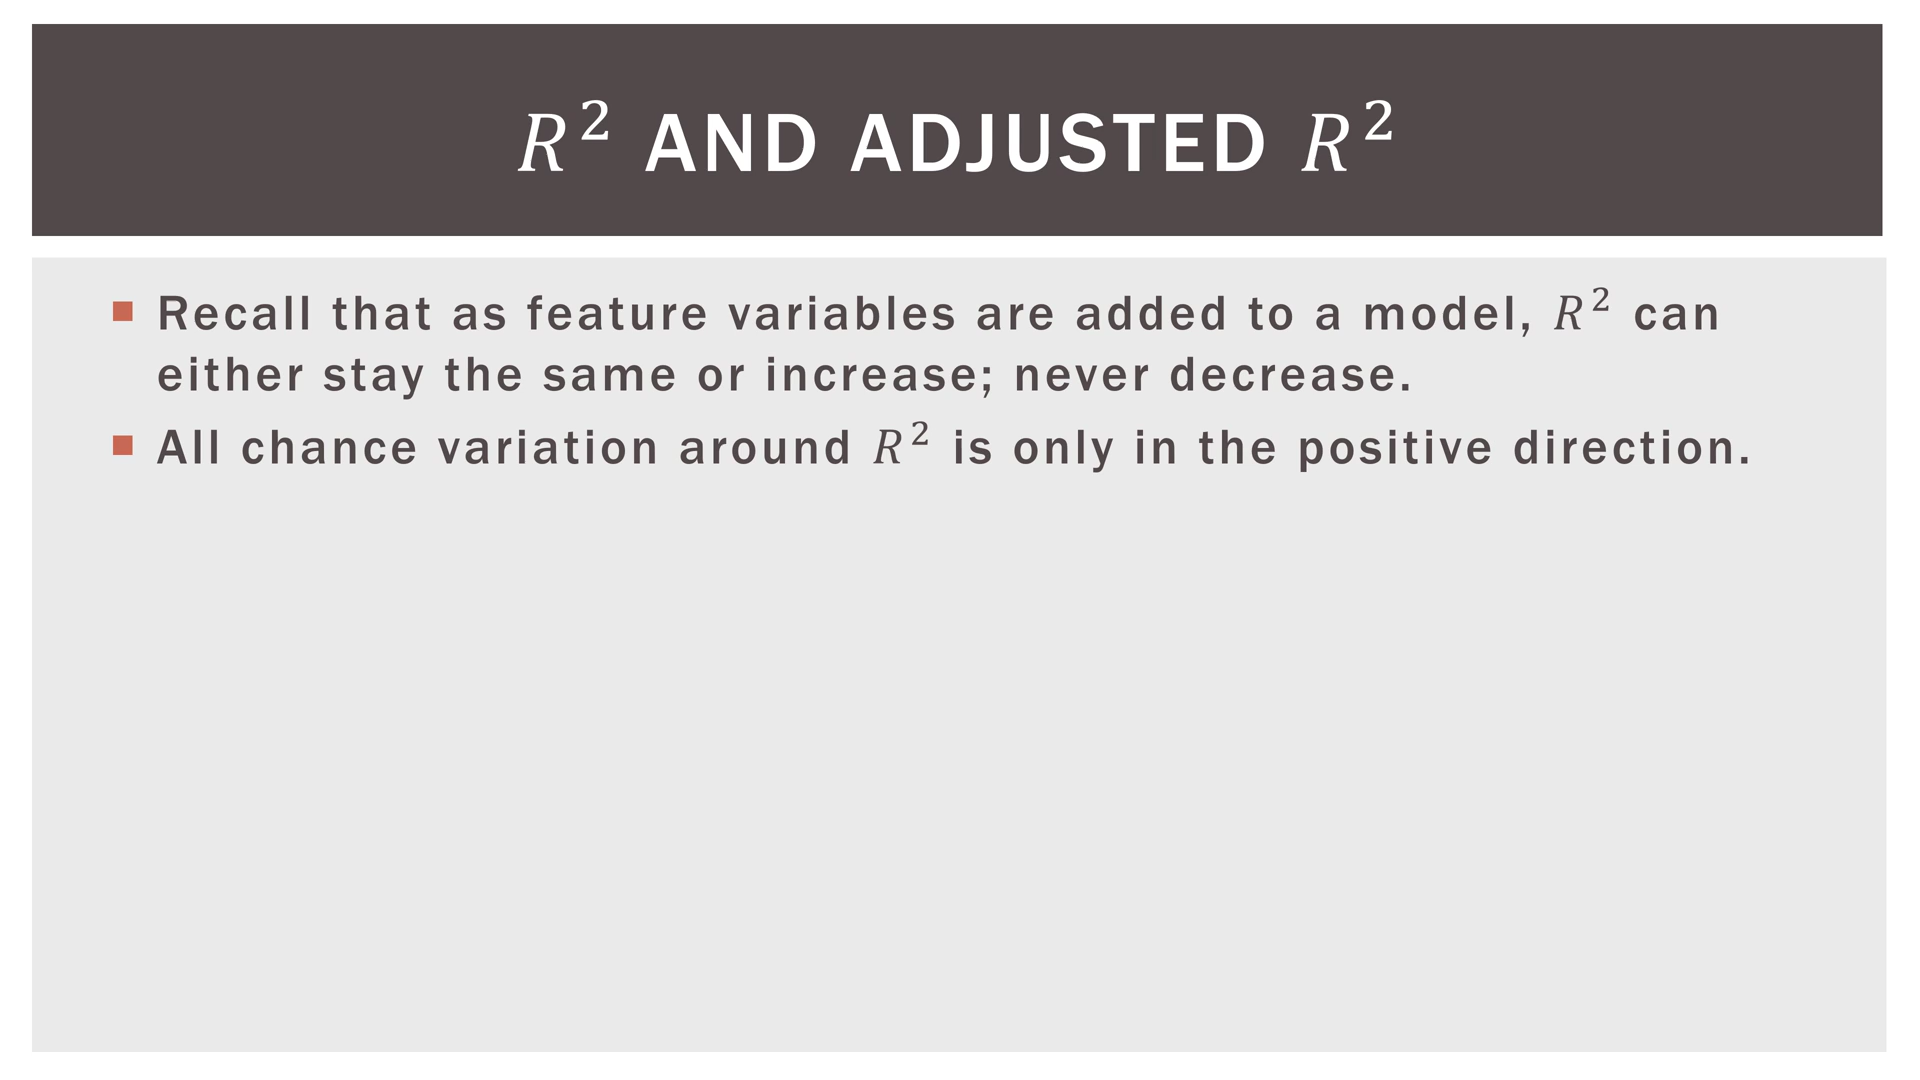 R² AND ADJUSTED R²
Recall that as feature variables are added to a model, R² can
either stay the same or increase; never decrease.
All chance variation around R² is only in the positive direction.